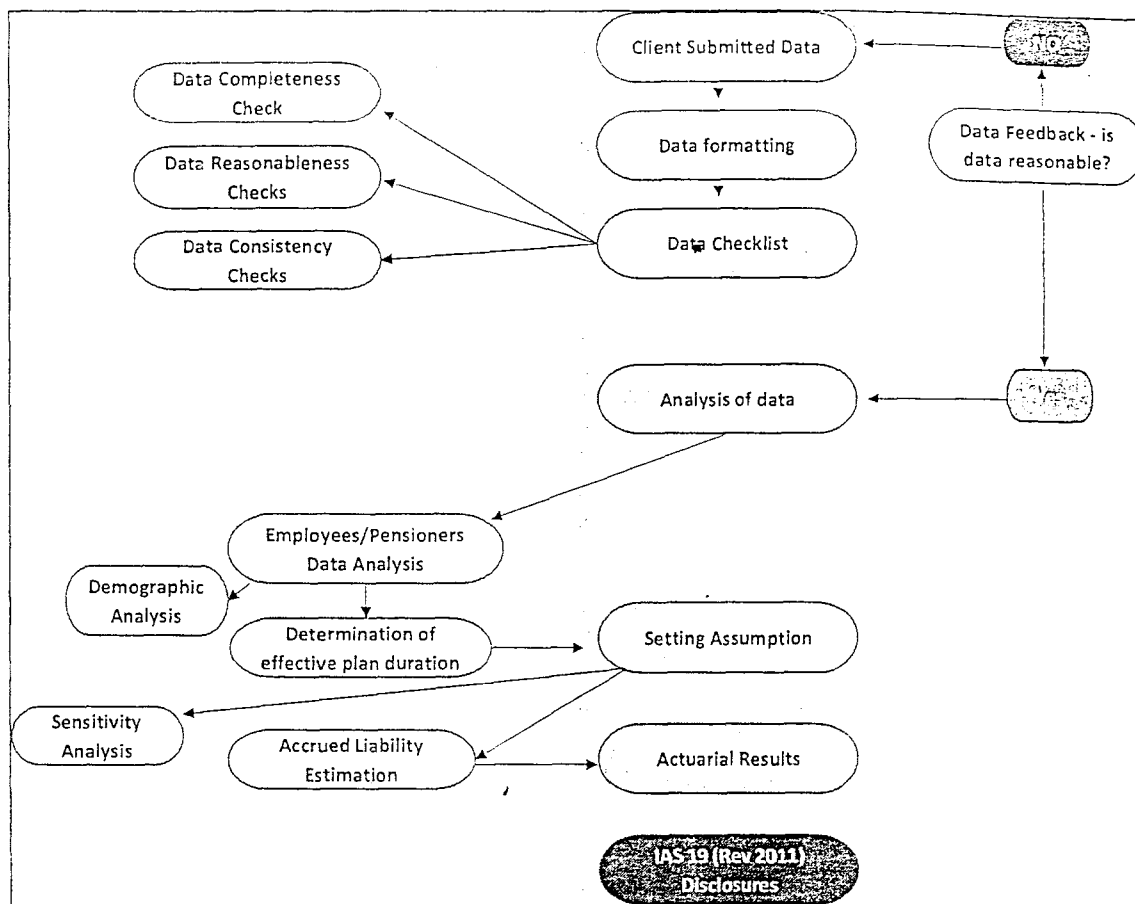 Client Submitted Data
NO
Data Completeness
Check
Data formatting
Data Feedback - is
data reasonable?
Data Reasonableness
Checks
Data Checklist
Data Consistency
Checks
Analysis of data
Employees/Pensioners
Data Analysis
Demographic
Analysis
Determination of
effective plan duration
Setting Assumption
Sensitivity
Analysis
Accrued Liability
Estimation
Actuarial Results
IAS 19 (Rev 2011)
Disclosures